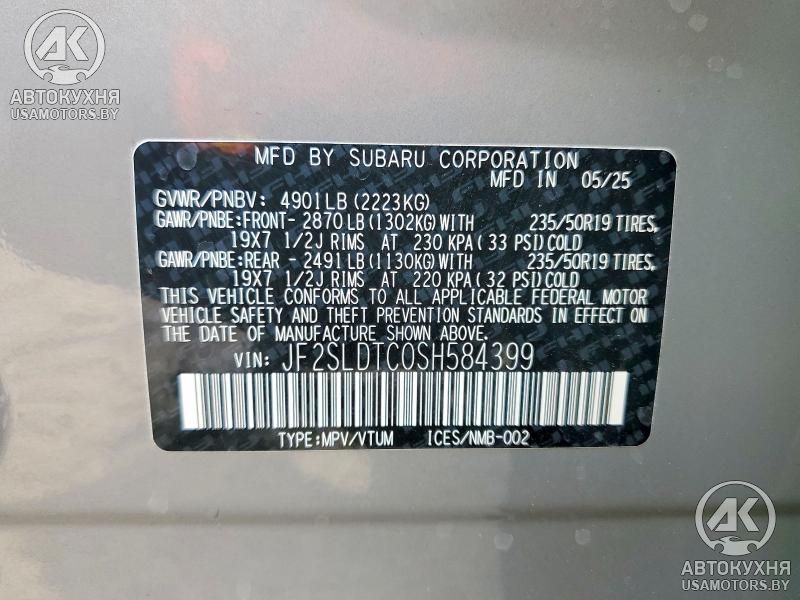 АК
АВТОКУХНЯ
USAMOTORS.BY
MFD BY SUBARU CORPORATION
MFD IN 05/25
GVWR/PNBV: 4901LB (2223KG)
GAWR/PNBE:FRONT- 2870LB (1302KG) WITH 235/50R19 TIRES,
19X7 1/2J RIMS AT 230 KPA (33 PSI) COLD
GAWR/PNBE:REAR - 2491LB (1130KG) WITH 235/50R19 TIRES,
19X7 1/2J RIMS AT 220 KPA (32 PSI) COLD
THIS VEHICLE CONFORMS TO ALL APPLICABLE FEDERAL MOTOR
VEHICLE SAFETY AND THEFT PREVENTION STANDARDS IN EFFECT ON
THE DATE OF MANUFACTURE SHOWN ABOVE.
VIN: JF2SLDTC0SH584399
TYPE:MPV/VTUM ICES/NMB-002
АК
АВТОКУХНЯ
USAMOTORS.BY